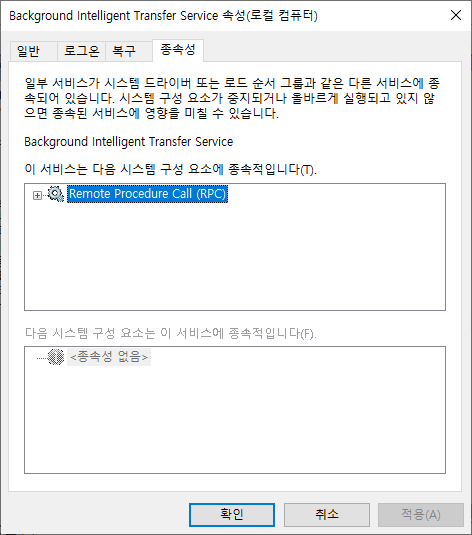 Background Intelligent Transfer Service 속성(로컬 컴퓨터)
일반 로그온 복구 종속성
일부 서비스가 시스템 드라이버 또는 로드 순서 그룹과 같은 다른 서비스에 종
속되어 있습니다. 시스템 구성 요소가 중지되거나 올바르게 실행되고 있지 않
으면 종속된 서비스에 영향을 미칠 수 있습니다.
Background Intelligent Transfer Service
이 서비스는 다음 시스템 구성 요소에 종속적입니다(T).
Remote Procedure Call (RPC)
다음 시스템 구성 요소는 이 서비스에 종속적입니다(F).
<종속성 없음>
확인 취소 적용(A)